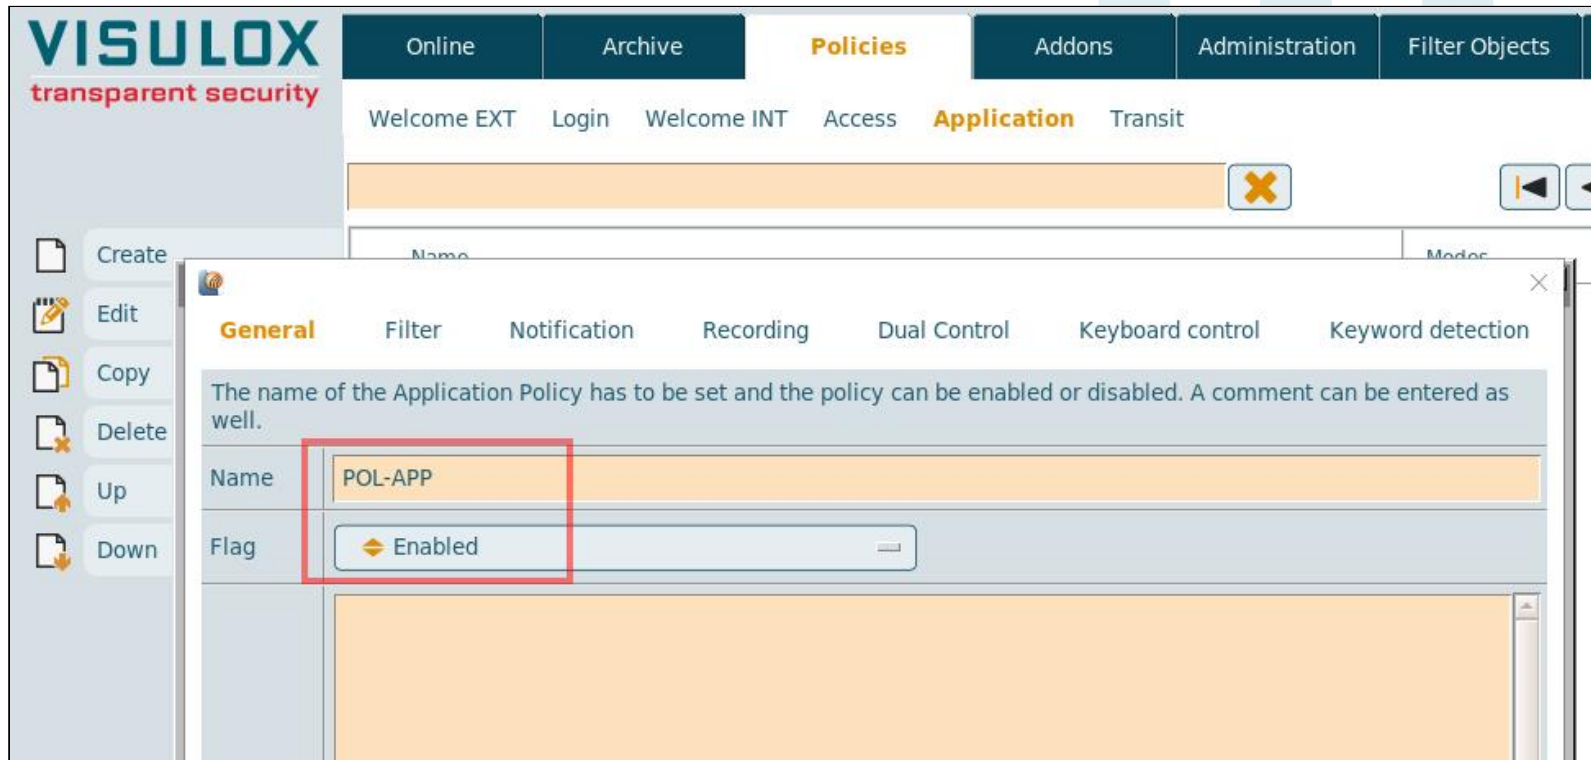 VISULOX
transparent security
Online Archive Policies Addons Administration Filter Objects
Welcome EXT Login Welcome INT Access Application Transit
Create
Edit
Copy
Delete
Up
Down
Name Modes
General Filter Notification Recording Dual Control Keyboard control Keyword detection
The name of the Application Policy has to be set and the policy can be enabled or disabled. A comment can be entered as
well.
Name POL-APP
Flag Enabled